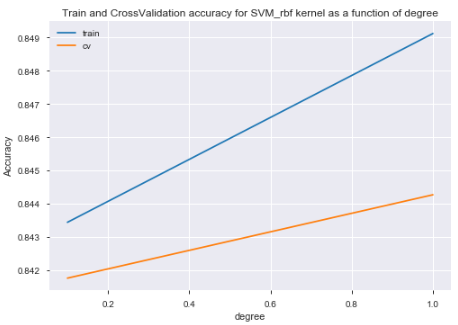 Train and CrossValidation accuracy for SVM_rbf kernel as a function of degree
train
cv
0.849
0.848
0.847
0.846
0.845
0.844
0.843
0.842
Accuracy
0.2 0.4 0.6 0.8 1.0
degree